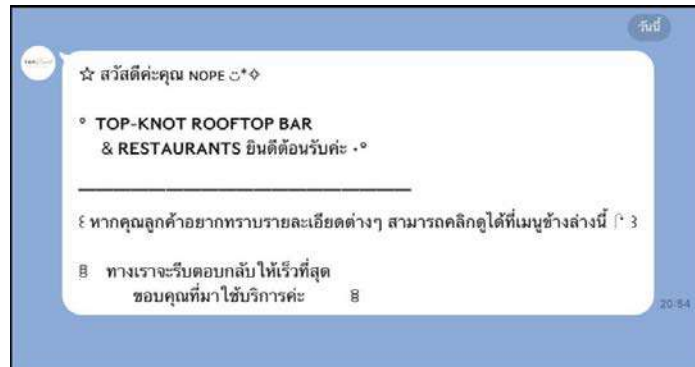 วันนี้
☆ สวัสดีค่ะคุณ NOPE ఽ*✧
° TOP-KNOT ROOFTOP BAR
& RESTAURANTS ยินดีต้อนรับค่ะ ⋆°
꒰ หากคุณลูกค้าอยากทราบรายละเอียดต่างๆ สามารถคลิกดูได้ที่เมนูข้างล่างนี้ ꒱
ทางเราจะรีบตอบกลับให้เร็วที่สุด
ขอบคุณที่มาใช้บริการค่ะ
20:54